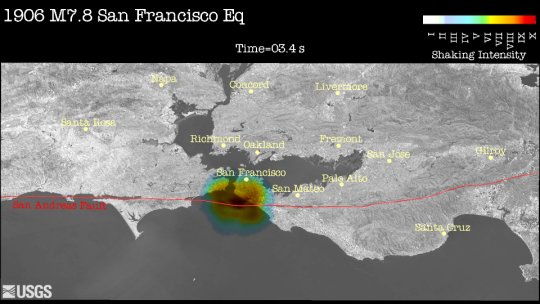 1906 M7.8 San Francisco Eq
I II III IV V VI VII VIII IX X
Shaking Intensity
Time=03.4 s
Napa
Concord
Livermore
Santa Rosa
Richmond
Oakland
Fremont
San Jose
Gilroy
San Francisco
Palo Alto
San Mateo
San Andreas Fault
Santa Cruz
USGS